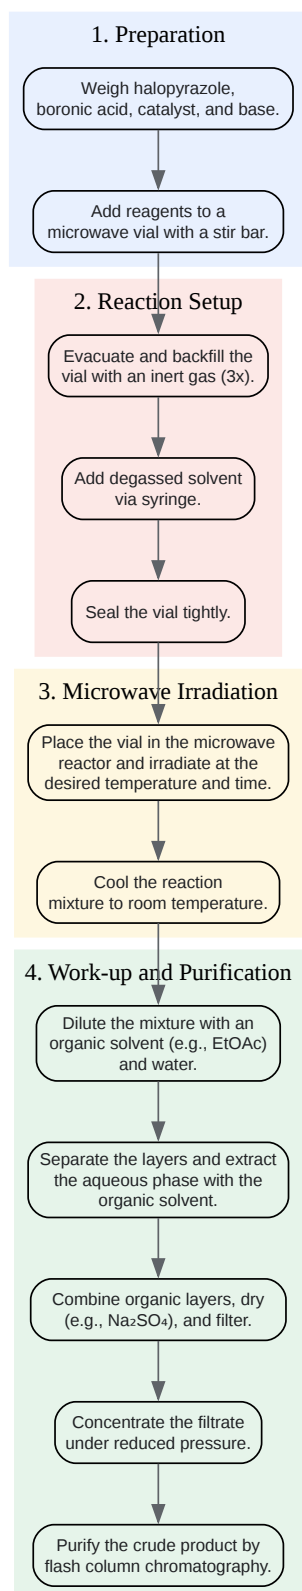 1. Preparation
Weigh halopyrazole,
boronic acid, catalyst, and base.
Add reagents to a
microwave vial with a stir bar.
2. Reaction Setup
Evacuate and backfill the
vial with an inert gas (3x).
Add degassed solvent
via syringe.
Seal the vial tightly.
3. Microwave Irradiation
Place the vial in the microwave
reactor and irradiate at the
desired temperature and time.
Cool the reaction
mixture to room temperature.
4. Work-up and Purification
Dilute the mixture with an
organic solvent (e.g., EtOAc)
and water.
Separate the layers and extract
the aqueous phase with the
organic solvent.
Combine organic layers, dry
(e.g., Na₂SO₄), and filter.
Concentrate the filtrate
under reduced pressure.
Purify the crude product by
flash column chromatography.